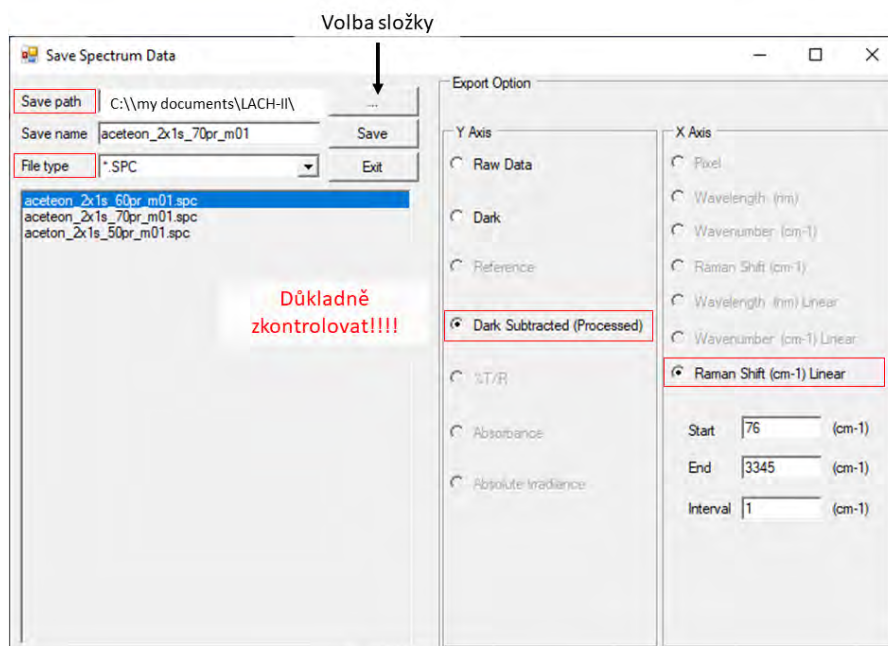 Volba složky
Save Spectrum Data
Save path C:\\my documents\LACH-II\ ...
Save name aceteon_2x1s_70pr_m01 Save
File type *.SPC Exit
aceteon_2x1s_60pr_m01.spc
aceteon_2x1s_70pr_m01.spc
aceton_2x1s_50pr_m01.spc
Důkladně
zkontrolovat!!!!
Export Option
Y Axis
Raw Data
Dark
Reference
Dark Subtracted (Processed)
%T/R
Absorbance
Absolute Irradiance
X Axis
Pixel
Wavelength (nm)
Wavenumber (cm-1)
Raman Shift (cm-1)
Wavelength (nm) Linear
Wavenumber (cm-1) Linear
Raman Shift (cm-1) Linear
Start 76 (cm-1)
End 3345 (cm-1)
Interval 1 (cm-1)